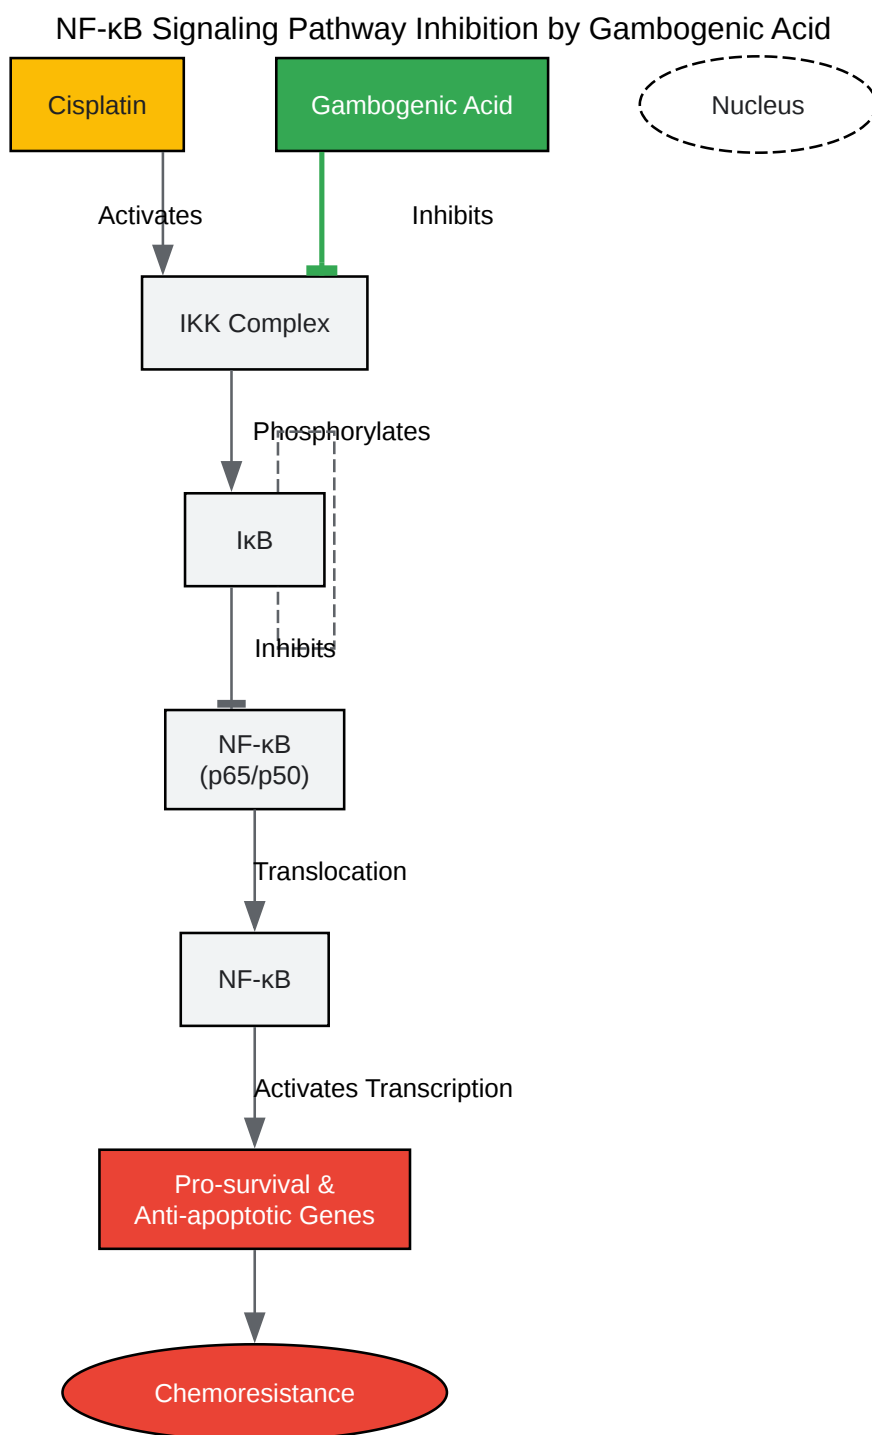 NF-κB Signaling Pathway Inhibition by Gambogenic Acid
Cisplatin
Gambogenic Acid
Nucleus
Activates
Inhibits
IKK Complex
Phosphorylates
IκB
Inhibits
NF-κB
(p65/p50)
Translocation
NF-κB
Activates Transcription
Pro-survival &
Anti-apoptotic Genes
Chemoresistance